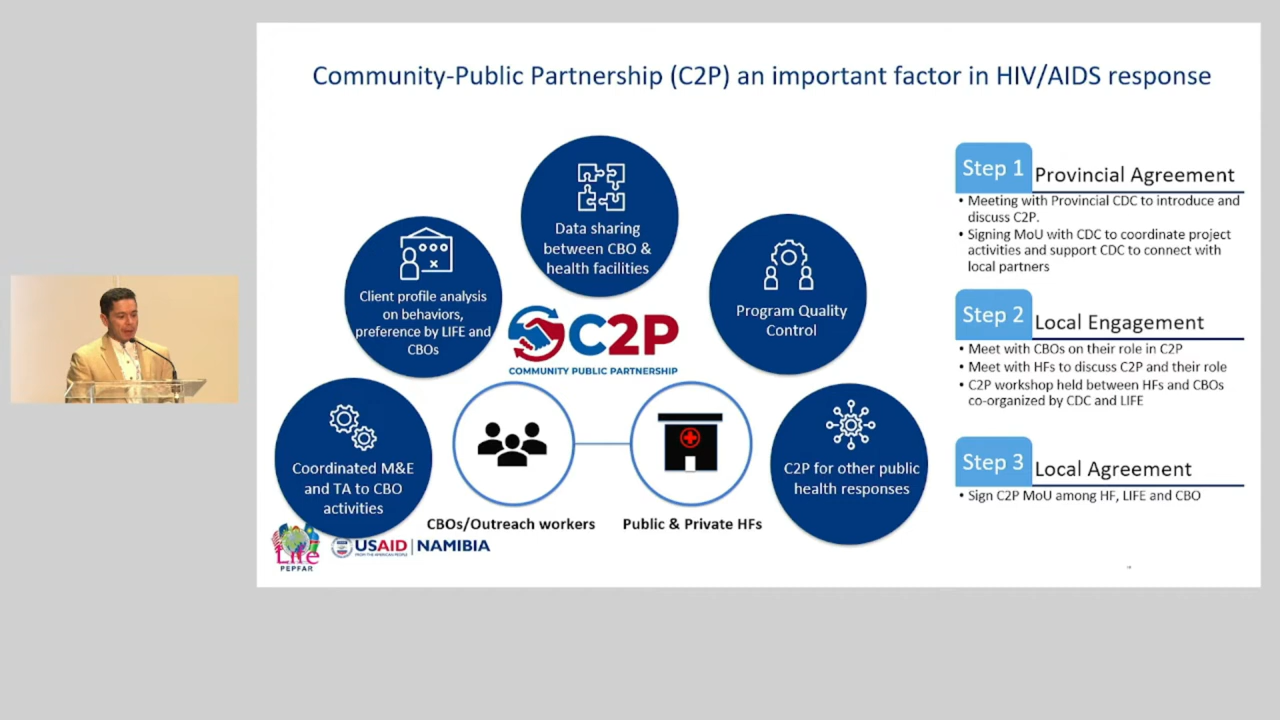 Community-Public Partnership (C2P) an important factor in HIV/AIDS response
Data sharing
between CBO &
health facilities
Client profile analysis
on behaviors,
preference by LIFE and
CBOs
Program Quality
Control
C2P
COMMUNITY PUBLIC PARTNERSHIP
Coordinated M&E
and TA to CBO
activities
C2P for other public
health responses
CBOs/Outreach workers
Public & Private HFs
Life
PEPFAR
USAID
FROM THE AMERICAN PEOPLE
NAMIBIA
Step 1
Provincial Agreement
• Meeting with Provincial CDC to introduce and
discuss C2P.
• Signing MoU with CDC to coordinate project
activities and support CDC to connect with
local partners
Step 2
Local Engagement
• Meet with CBOs on their role in C2P
• Meet with HFs to discuss C2P and their role
• C2P workshop held between HFs and CBOs
co-organized by CDC and LIFE
Step 3
Local Agreement
• Sign C2P MoU among HF, LIFE and CBO